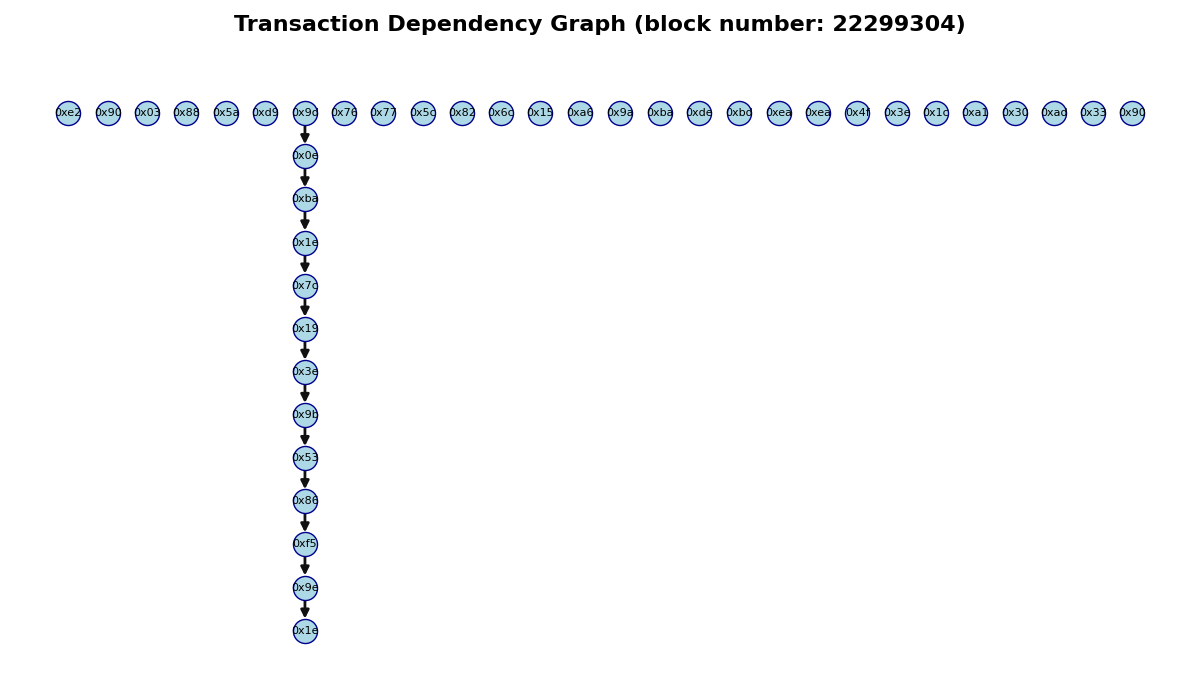 Transaction Dependency Graph (block number: 22299304)
0xe2 0x90 0x03 0x88 0x5a 0xd9 0x9d 0x76 0x77 0x5c 0x82 0x6c 0x15 0xa6 0x9a 0xba 0xde 0xbd 0xea 0xea 0x4f 0x3e 0x1c 0xa1 0x30 0xad 0x33 0x90
0x0e
0xba
0x1e
0x7c
0x19
0x3e
0x9b
0x53
0x86
0xf5
0x9e
0x1e